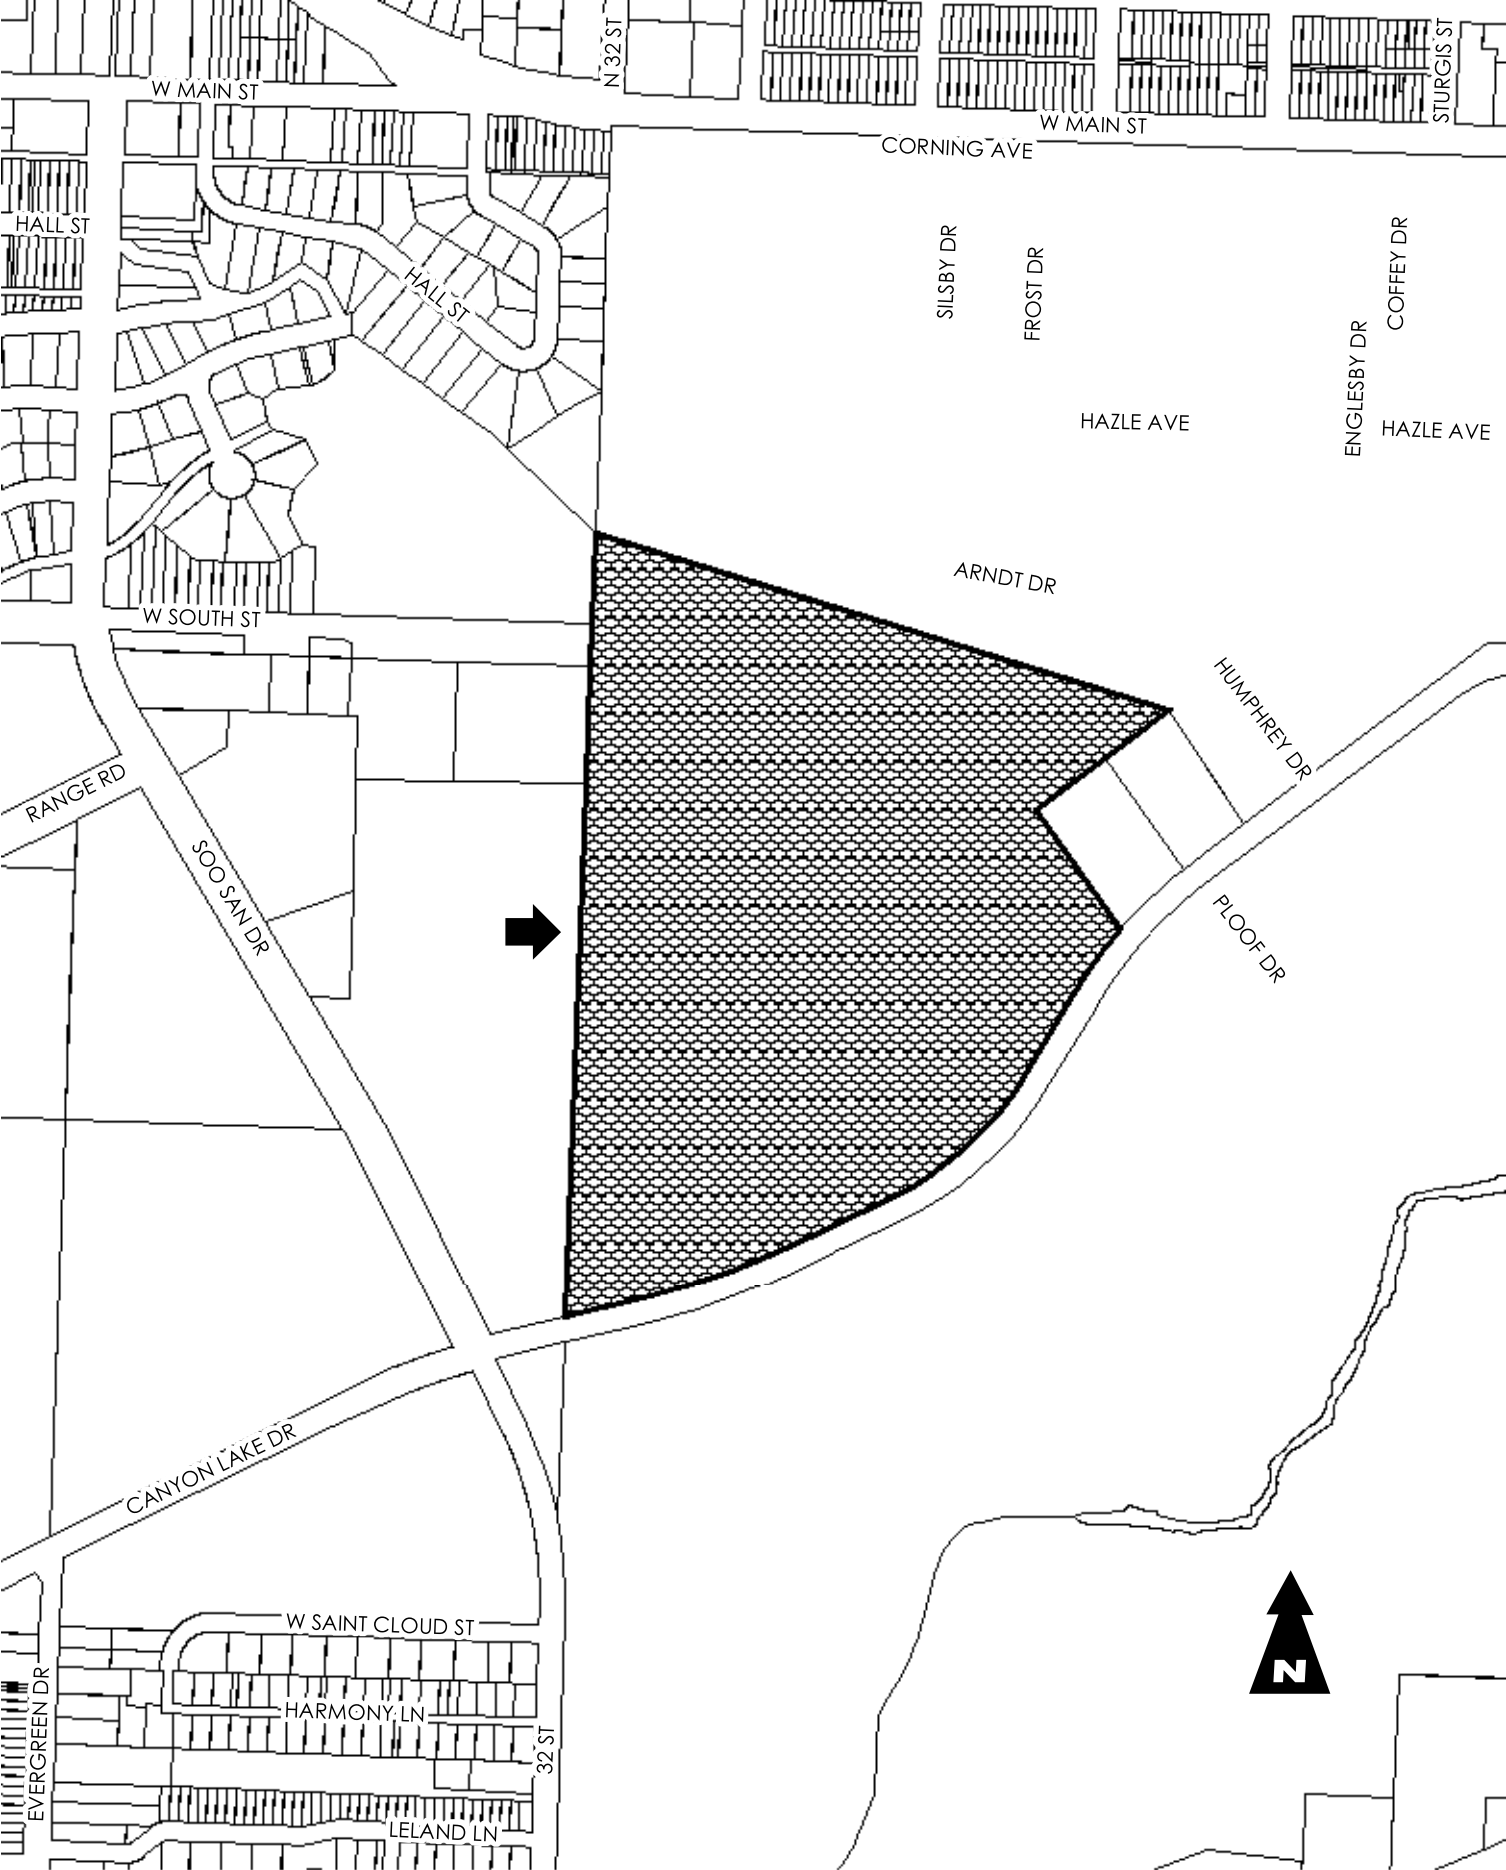 N 32 ST
STURGIS ST
W MAIN ST
W MAIN ST
CORNING AVE
HALL ST
SILSBY DR
FROST DR
COFFEY DR
HALL ST
ENGLESBY DR
HAZLE AVE
HAZLE AVE
ARNDT DR
W SOUTH ST
HUMPHREY DR
RANGE RD
SOO SAN DR
PLOOF DR
CANYON LAKE DR
W SAINT CLOUD ST
N
EVERGREEN DR
HARMONY LN
32 ST
LELAND LN